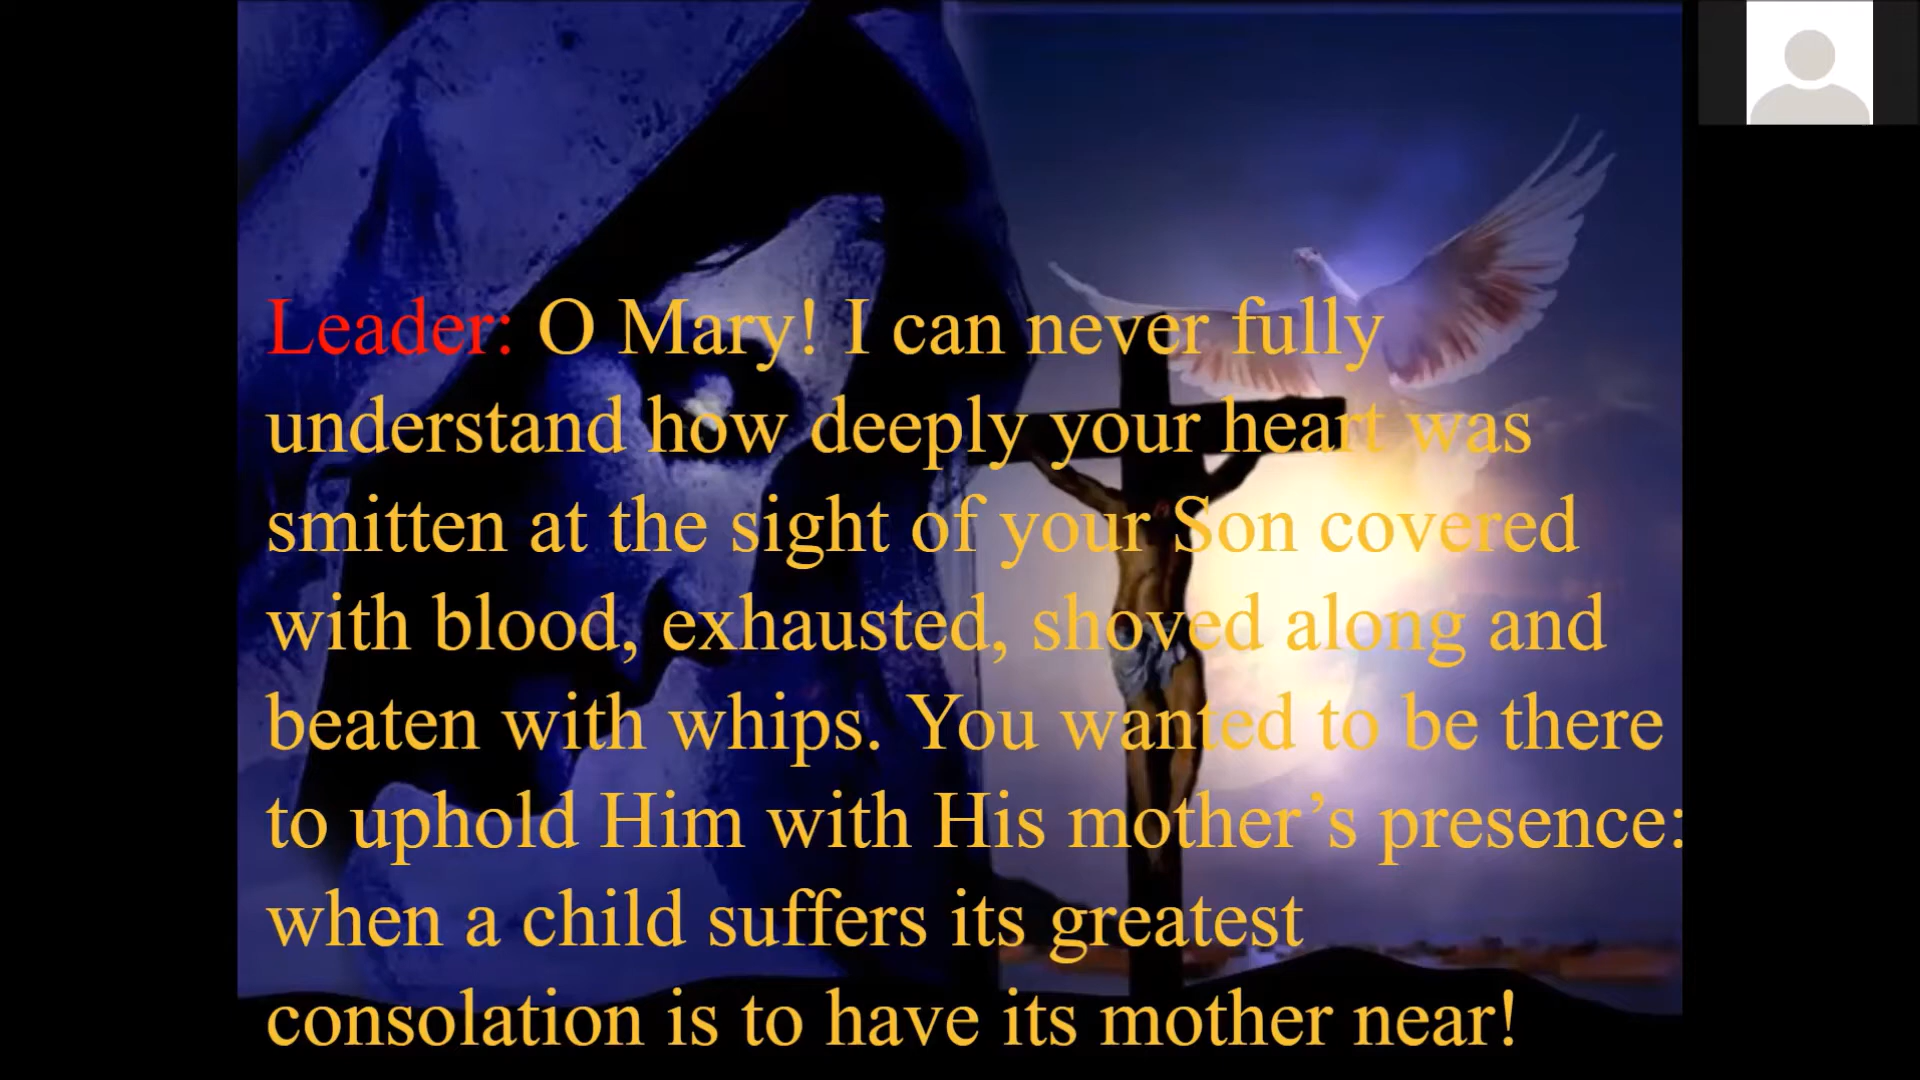 Leader: O Mary! I can never fully
understand how deeply your heart was
smitten at the sight of your Son covered
with blood, exhausted, shoved along and
beaten with whips. You wanted to be there
to uphold Him with His mother’s presence:
when a child suffers its greatest
consolation is to have its mother near!